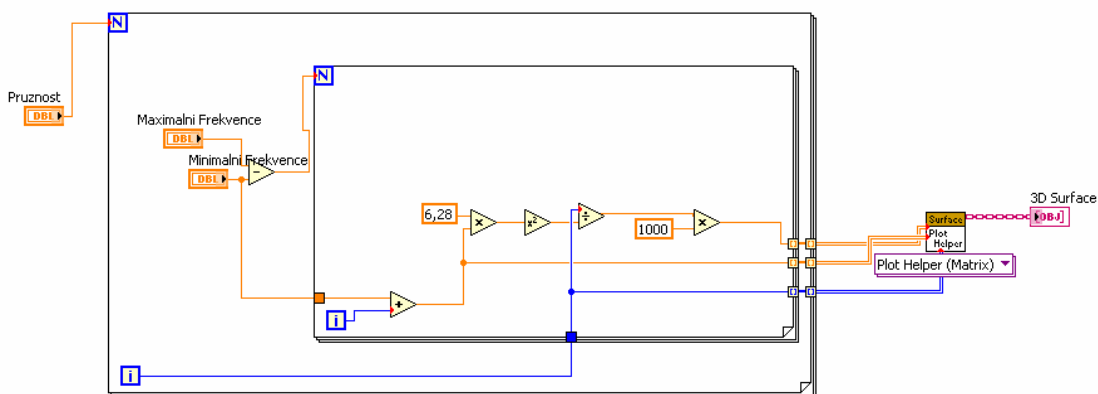 N
N
Pruznost
DBL
Maximalni Frekvence
DBL
Minimalni Frekvence
DBL
6,28
1000
3D Surface
OBJ
Surface
Plot
Helper
Plot Helper (Matrix)
i
i